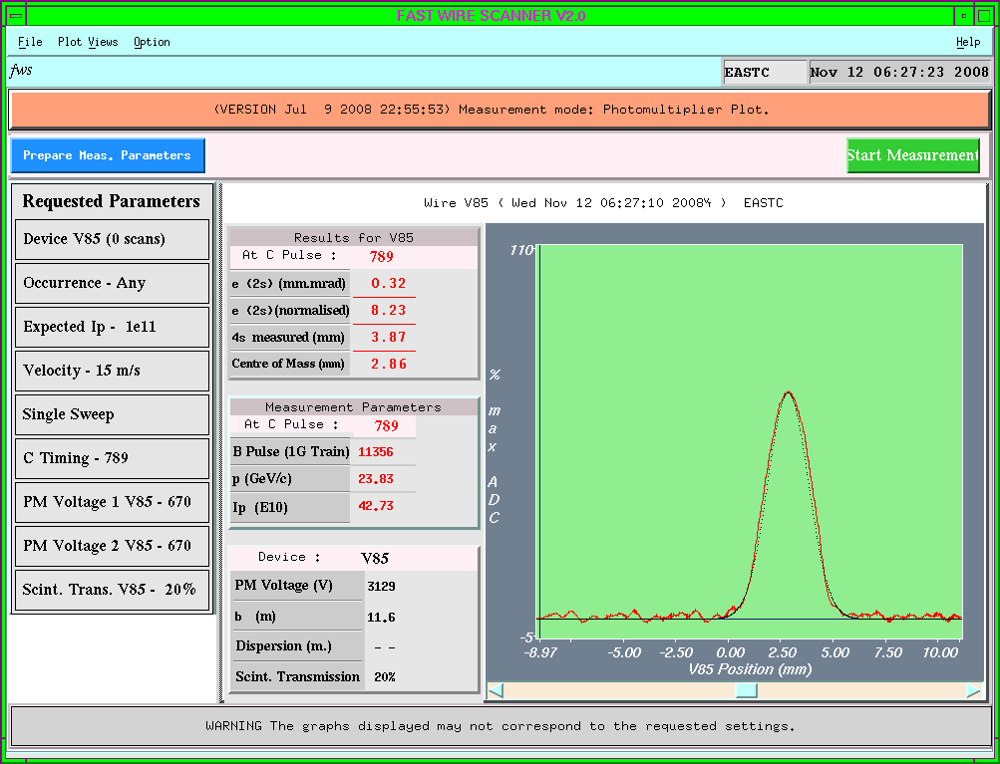 FAST WIRE SCANNER V2.0
File Plot Views Option Help
fws EASTC Nov 12 06:27:23 2008
(VERSION Jul  9 2008 22:55:53) Measurement mode: Photomultiplier Plot.
Prepare Meas. Parameters
Start Measurement
Requested Parameters
Device V85 (0 scans)
Occurrence - Any
Expected Ip -  1e11
Velocity - 15 m/s
Single Sweep
C Timing - 789
PM Voltage 1 V85 - 670
PM Voltage 2 V85 - 670
Scint. Trans. V85 -  20%
Wire V85 ( Wed Nov 12 06:27:10 2008¶ )  EASTC
Results for V85
At C Pulse : 789
e (2s) (mm.mrad) 0.32
e (2s)(normalised) 8.23
4s measured (mm) 3.87
Centre of Mass (mm) 2.86
Measurement Parameters
At C Pulse : 789
B Pulse (1G Train) 11356
p (GeV/c) 23.83
Ip (E10) 42.73
Device : V85
PM Voltage (V) 3129
b (m) 11.6
Dispersion (m.) - -
Scint. Transmission 20%
110
% max ADC
-5
-8.97 -5.00 -2.50 0.00 2.50 5.00 7.50 10.00
V85 Position (mm)
WARNING The graphs displayed may not correspond to the requested settings.